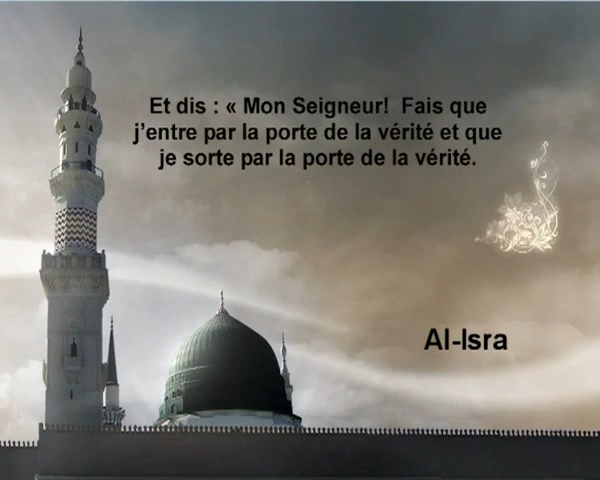 Et dis : « Mon Seigneur!  Fais que
j’entre par la porte de la vérité et que
je sorte par la porte de la vérité.
Al-Isra